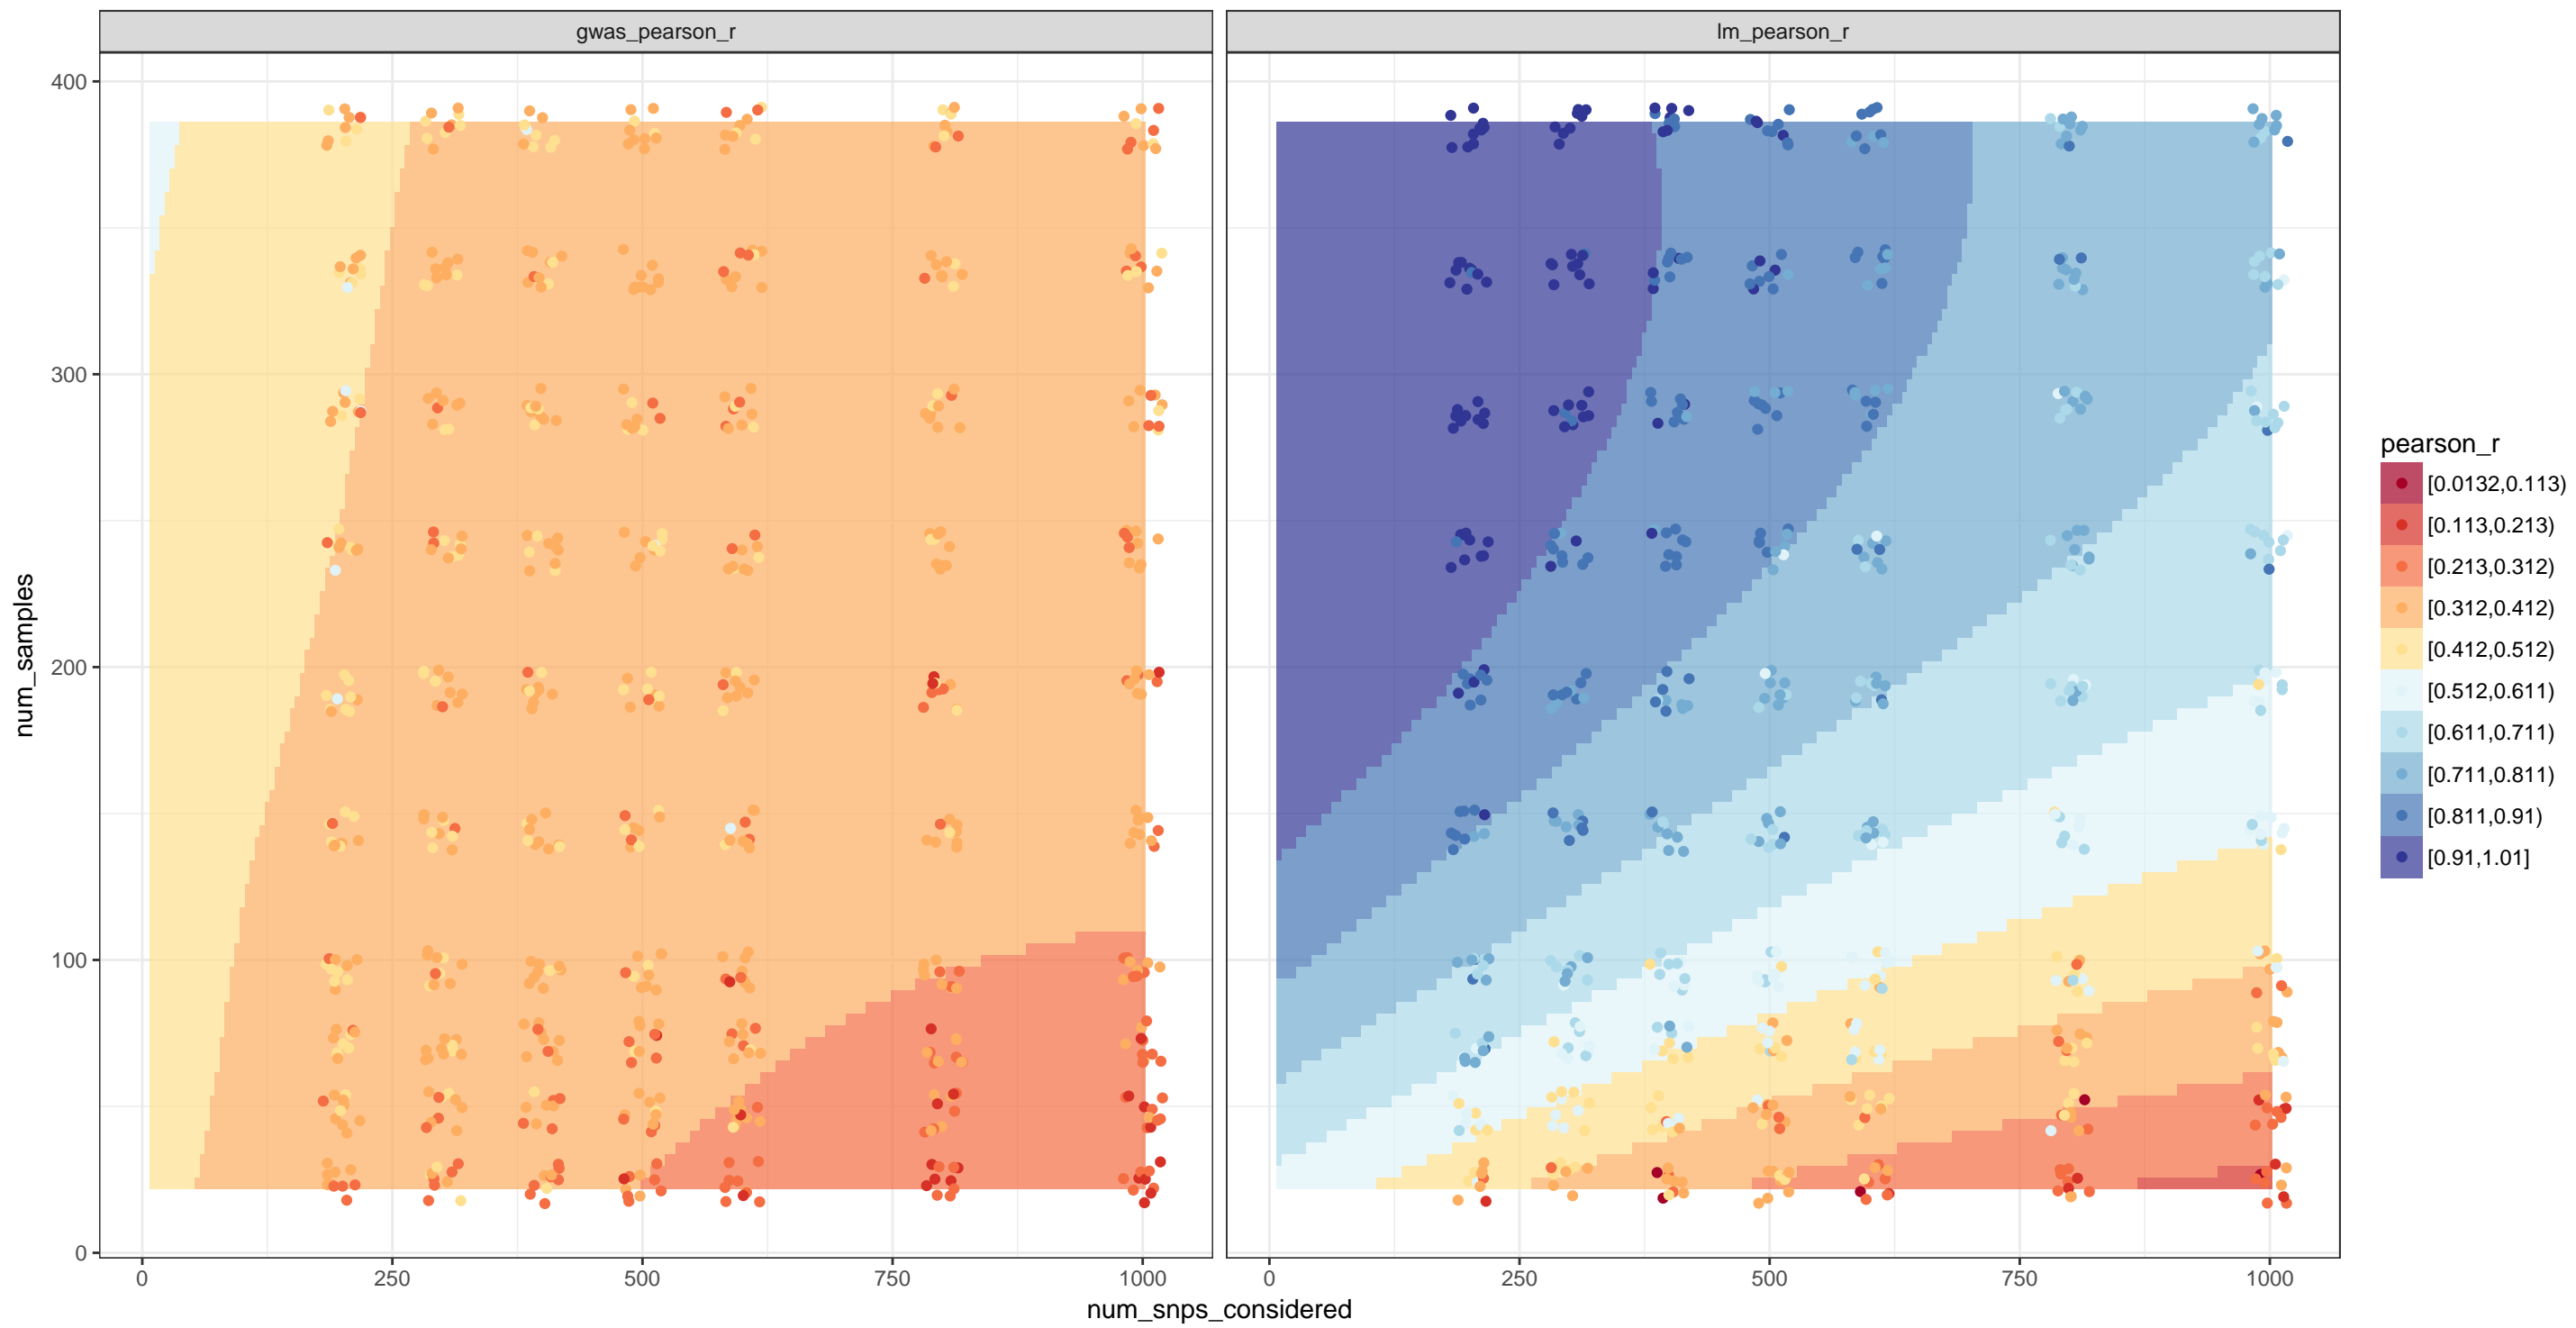 gwas_pearson_r
lm_pearson_r
400
300
200
100
0
num_samples
0 250 500 750 1000
0 250 500 750 1000
num_snps_considered
pearson_r
[0.0132,0.113)
[0.113,0.213)
[0.213,0.312)
[0.312,0.412)
[0.412,0.512)
[0.512,0.611)
[0.611,0.711)
[0.711,0.811)
[0.811,0.91)
[0.91,1.01]